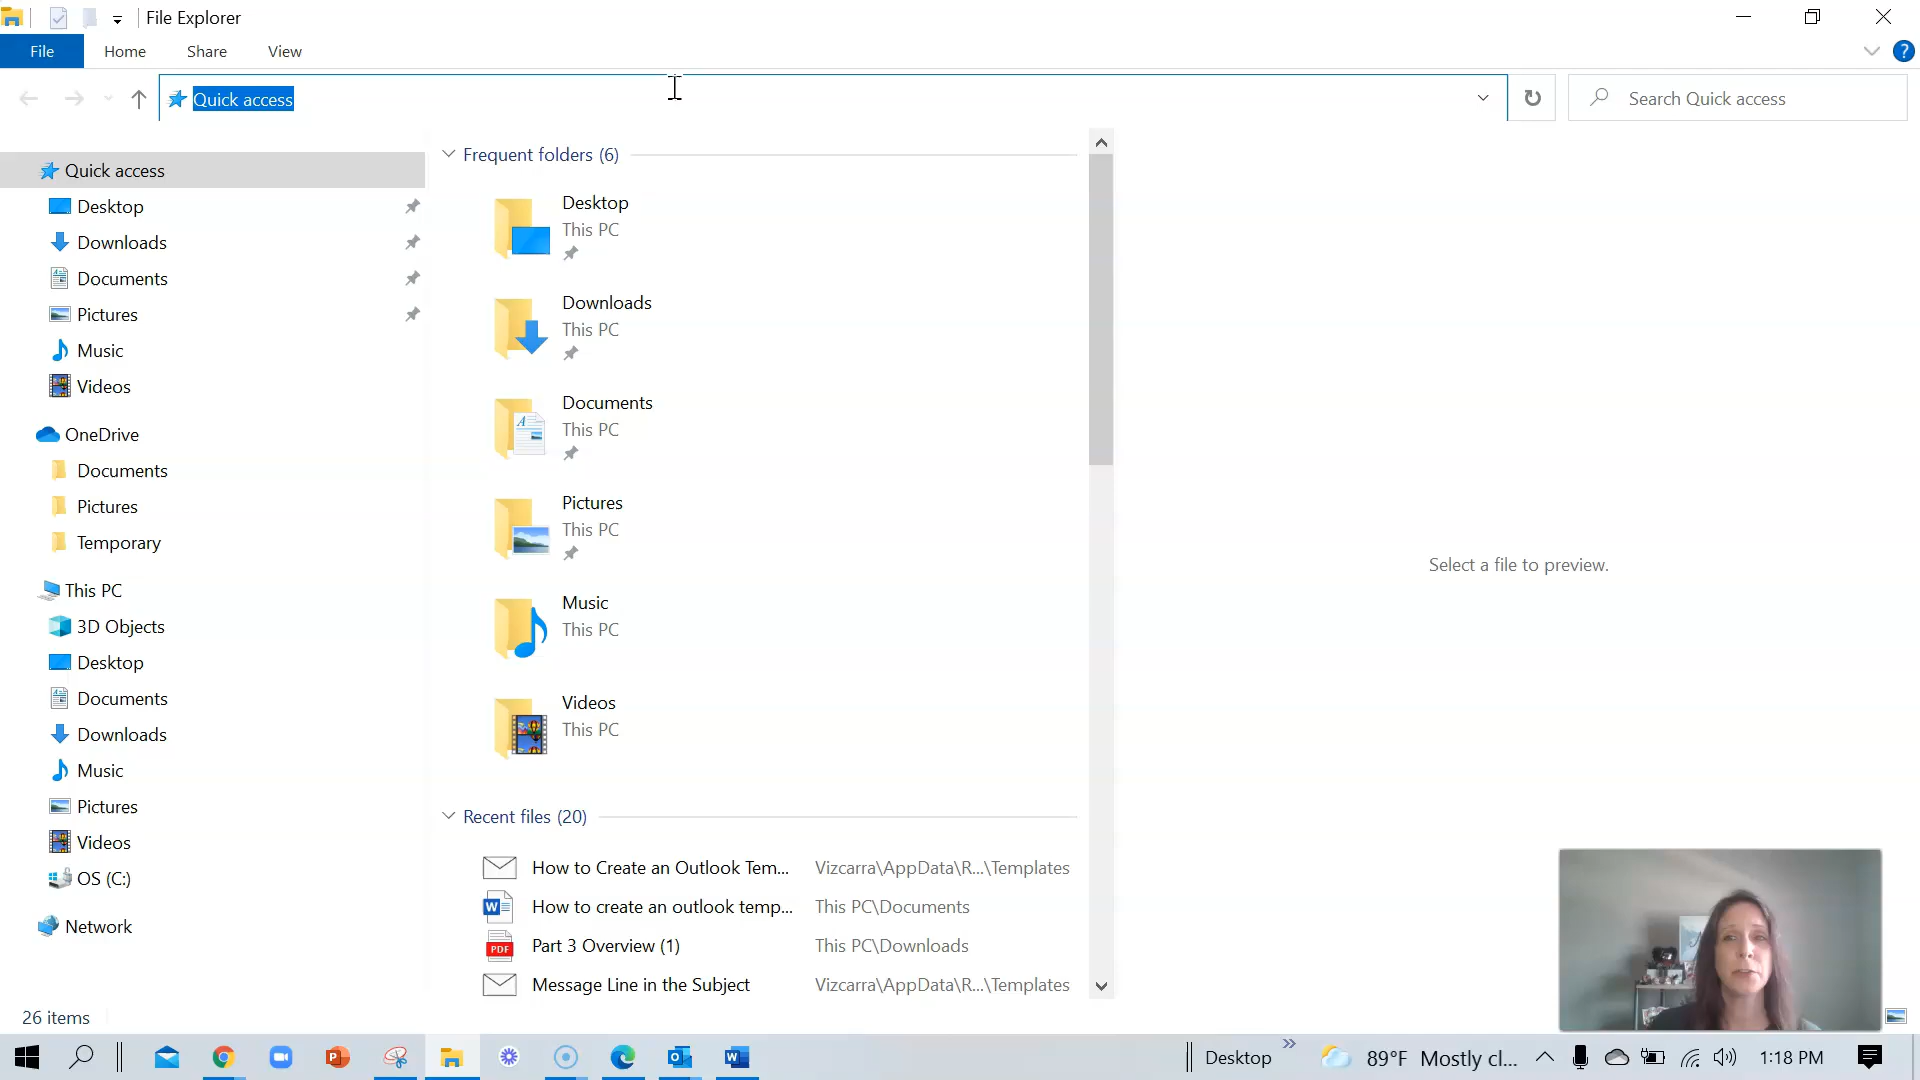 File Explorer
File Home Share View
Quick access
Search Quick access
Quick access
Desktop
Downloads
Documents
Pictures
Music
Videos
OneDrive
Documents
Pictures
Temporary
This PC
3D Objects
Desktop
Documents
Downloads
Music
Pictures
Videos
OS (C:)
Network
Frequent folders (6)
Desktop
This PC
Downloads
This PC
Documents
This PC
Pictures
This PC
Music
This PC
Videos
This PC
Recent files (20)
How to Create an Outlook Tem... Vizcarra\AppData\R...\Templates
How to create an outlook temp... This PC\Documents
Part 3 Overview (1) This PC\Downloads
Message Line in the Subject Vizcarra\AppData\R...\Templates
Select a file to preview.
26 items
Desktop 89°F Mostly cl... 1:18 PM